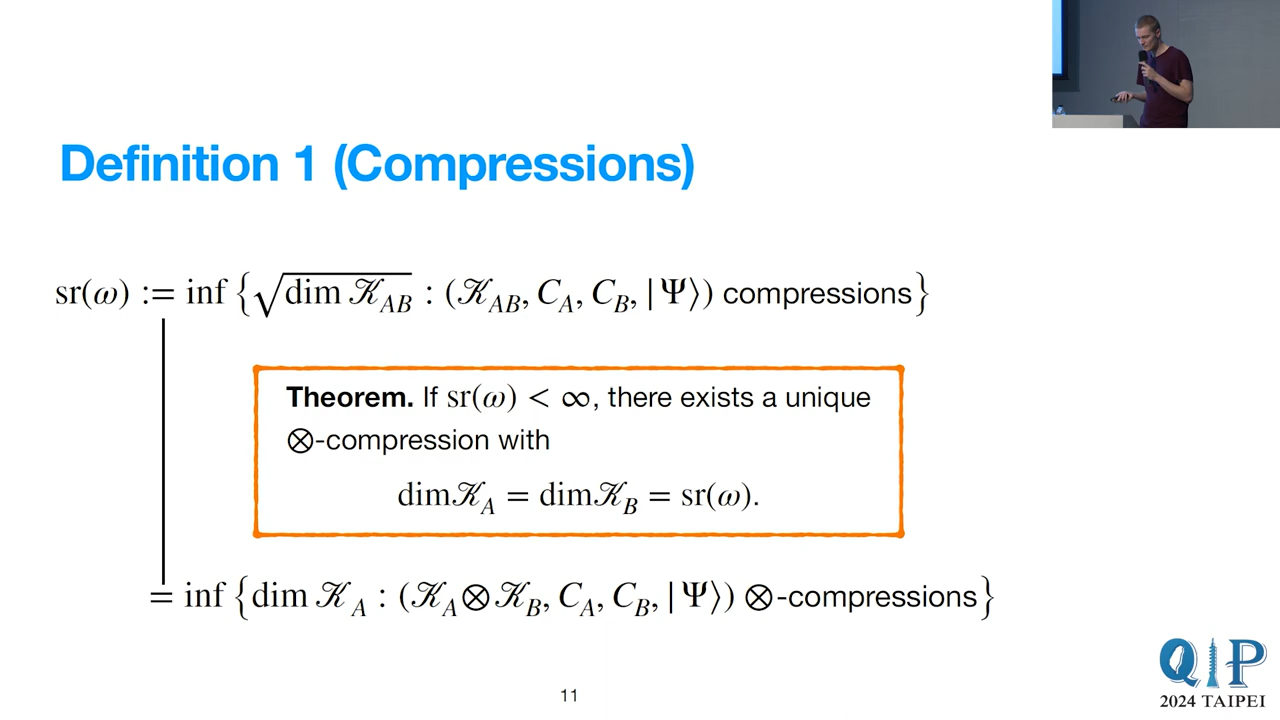 Definition 1 (Compressions)
sr(ω) := inf {√dim 𝒦_AB : (𝒦_AB, C_A, C_B, |Ψ⟩) compressions}
Theorem. If sr(ω) < ∞, there exists a unique
⊗-compression with
dim𝒦_A = dim𝒦_B = sr(ω).
= inf {dim 𝒦_A : (𝒦_A⊗𝒦_B, C_A, C_B, |Ψ⟩) ⊗-compressions}
11
QIP
2024 TAIPEI